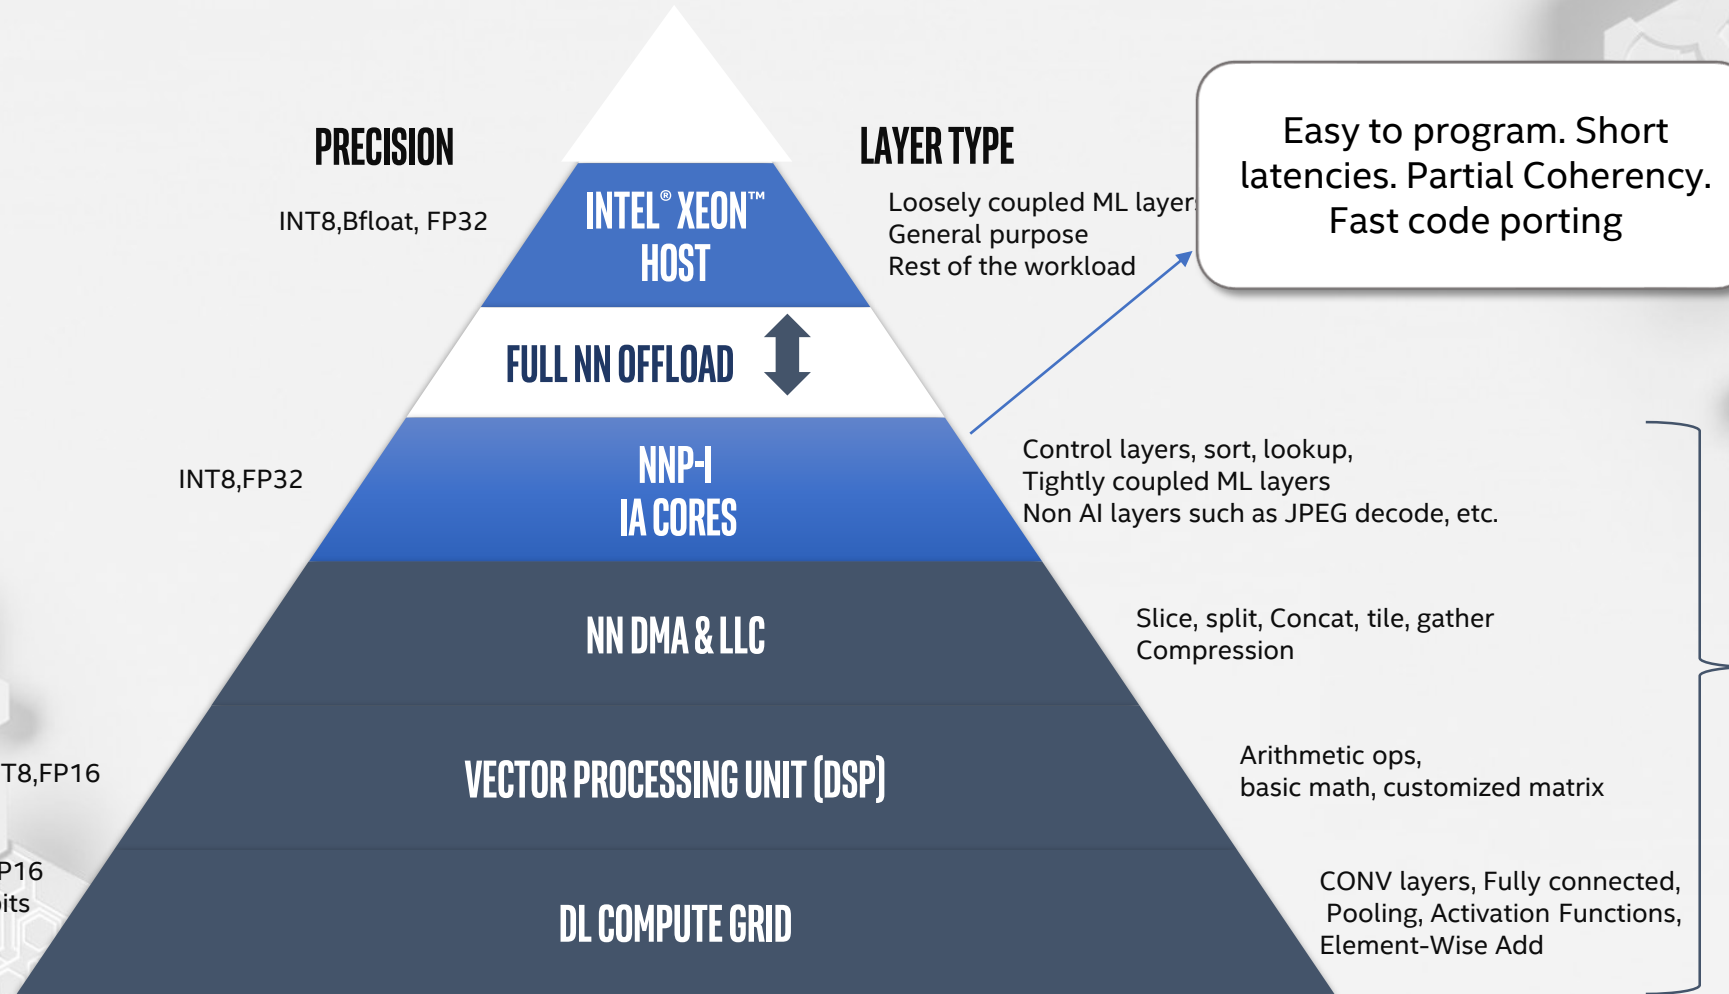 PRECISION
LAYER TYPE
Easy to program. Short
latencies. Partial Coherency.
Fast code porting
INT8,Bfloat, FP32
INTEL® XEON™
HOST
Loosely coupled ML layers
General purpose
Rest of the workload
FULL NN OFFLOAD
INT8,FP32
NNP-I
IA CORES
Control layers, sort, lookup,
Tightly coupled ML layers
Non AI layers such as JPEG decode, etc.
NN DMA & LLC
Slice, split, Concat, tile, gather
Compression
T8,FP16
VECTOR PROCESSING UNIT (DSP)
Arithmetic ops,
basic math, customized matrix
P16
its
DL COMPUTE GRID
CONV layers, Fully connected,
Pooling, Activation Functions,
Element-Wise Add